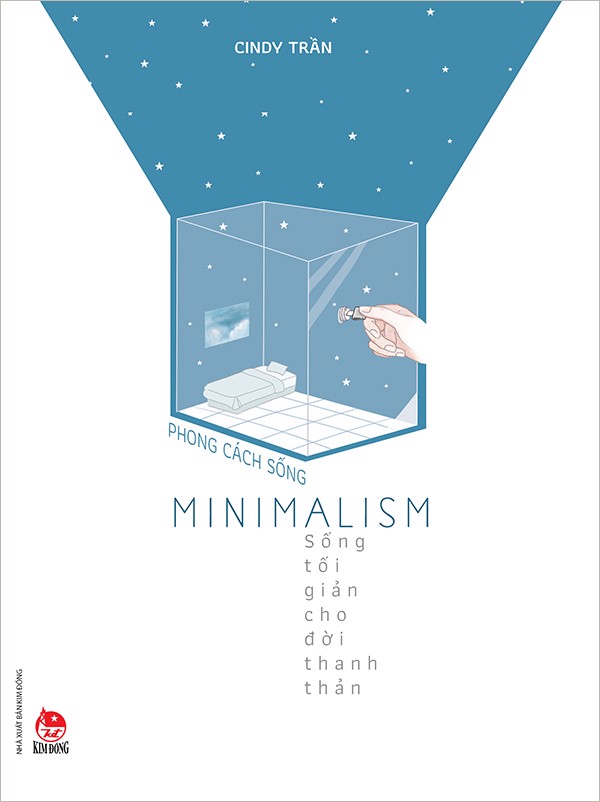 CINDY TRẦN
PHONG CÁCH SỐNG
MINIMALISM
Sống
tối
giản
cho
đời
thanh
thản
NHÀ XUẤT BẢN KIM ĐỒNG
KIM ĐỒNG